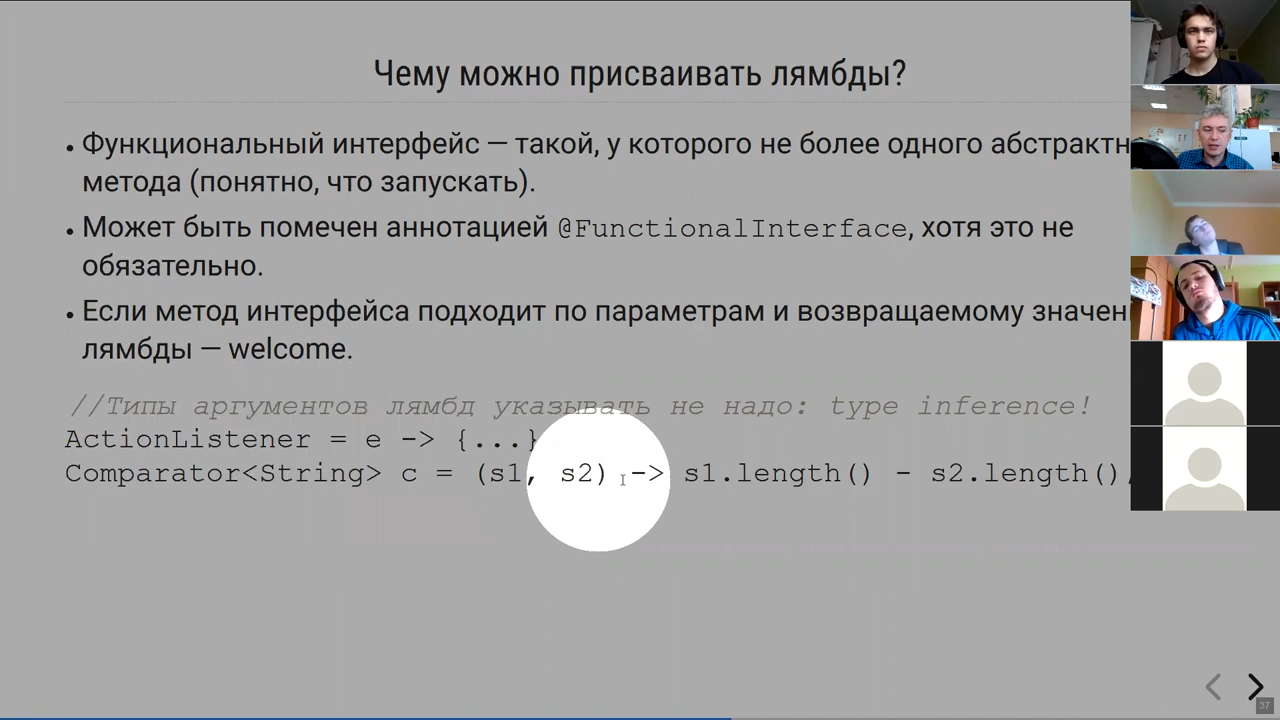 Чему можно присваивать лямбды?
• Функциональный интерфейс — такой, у которого не более одного абстрактн
метода (понятно, что запускать).
• Может быть помечен аннотацией @FunctionalInterface, хотя это не
обязательно.
• Если метод интерфейса подходит по параметрам и возвращаемому значен
лямбды — welcome.
//Типы аргументов лямбд указывать не надо: type inference!
ActionListener = e -> {...}
Comparator<String> c = (s1, s2) -> s1.length() - s2.length();
37